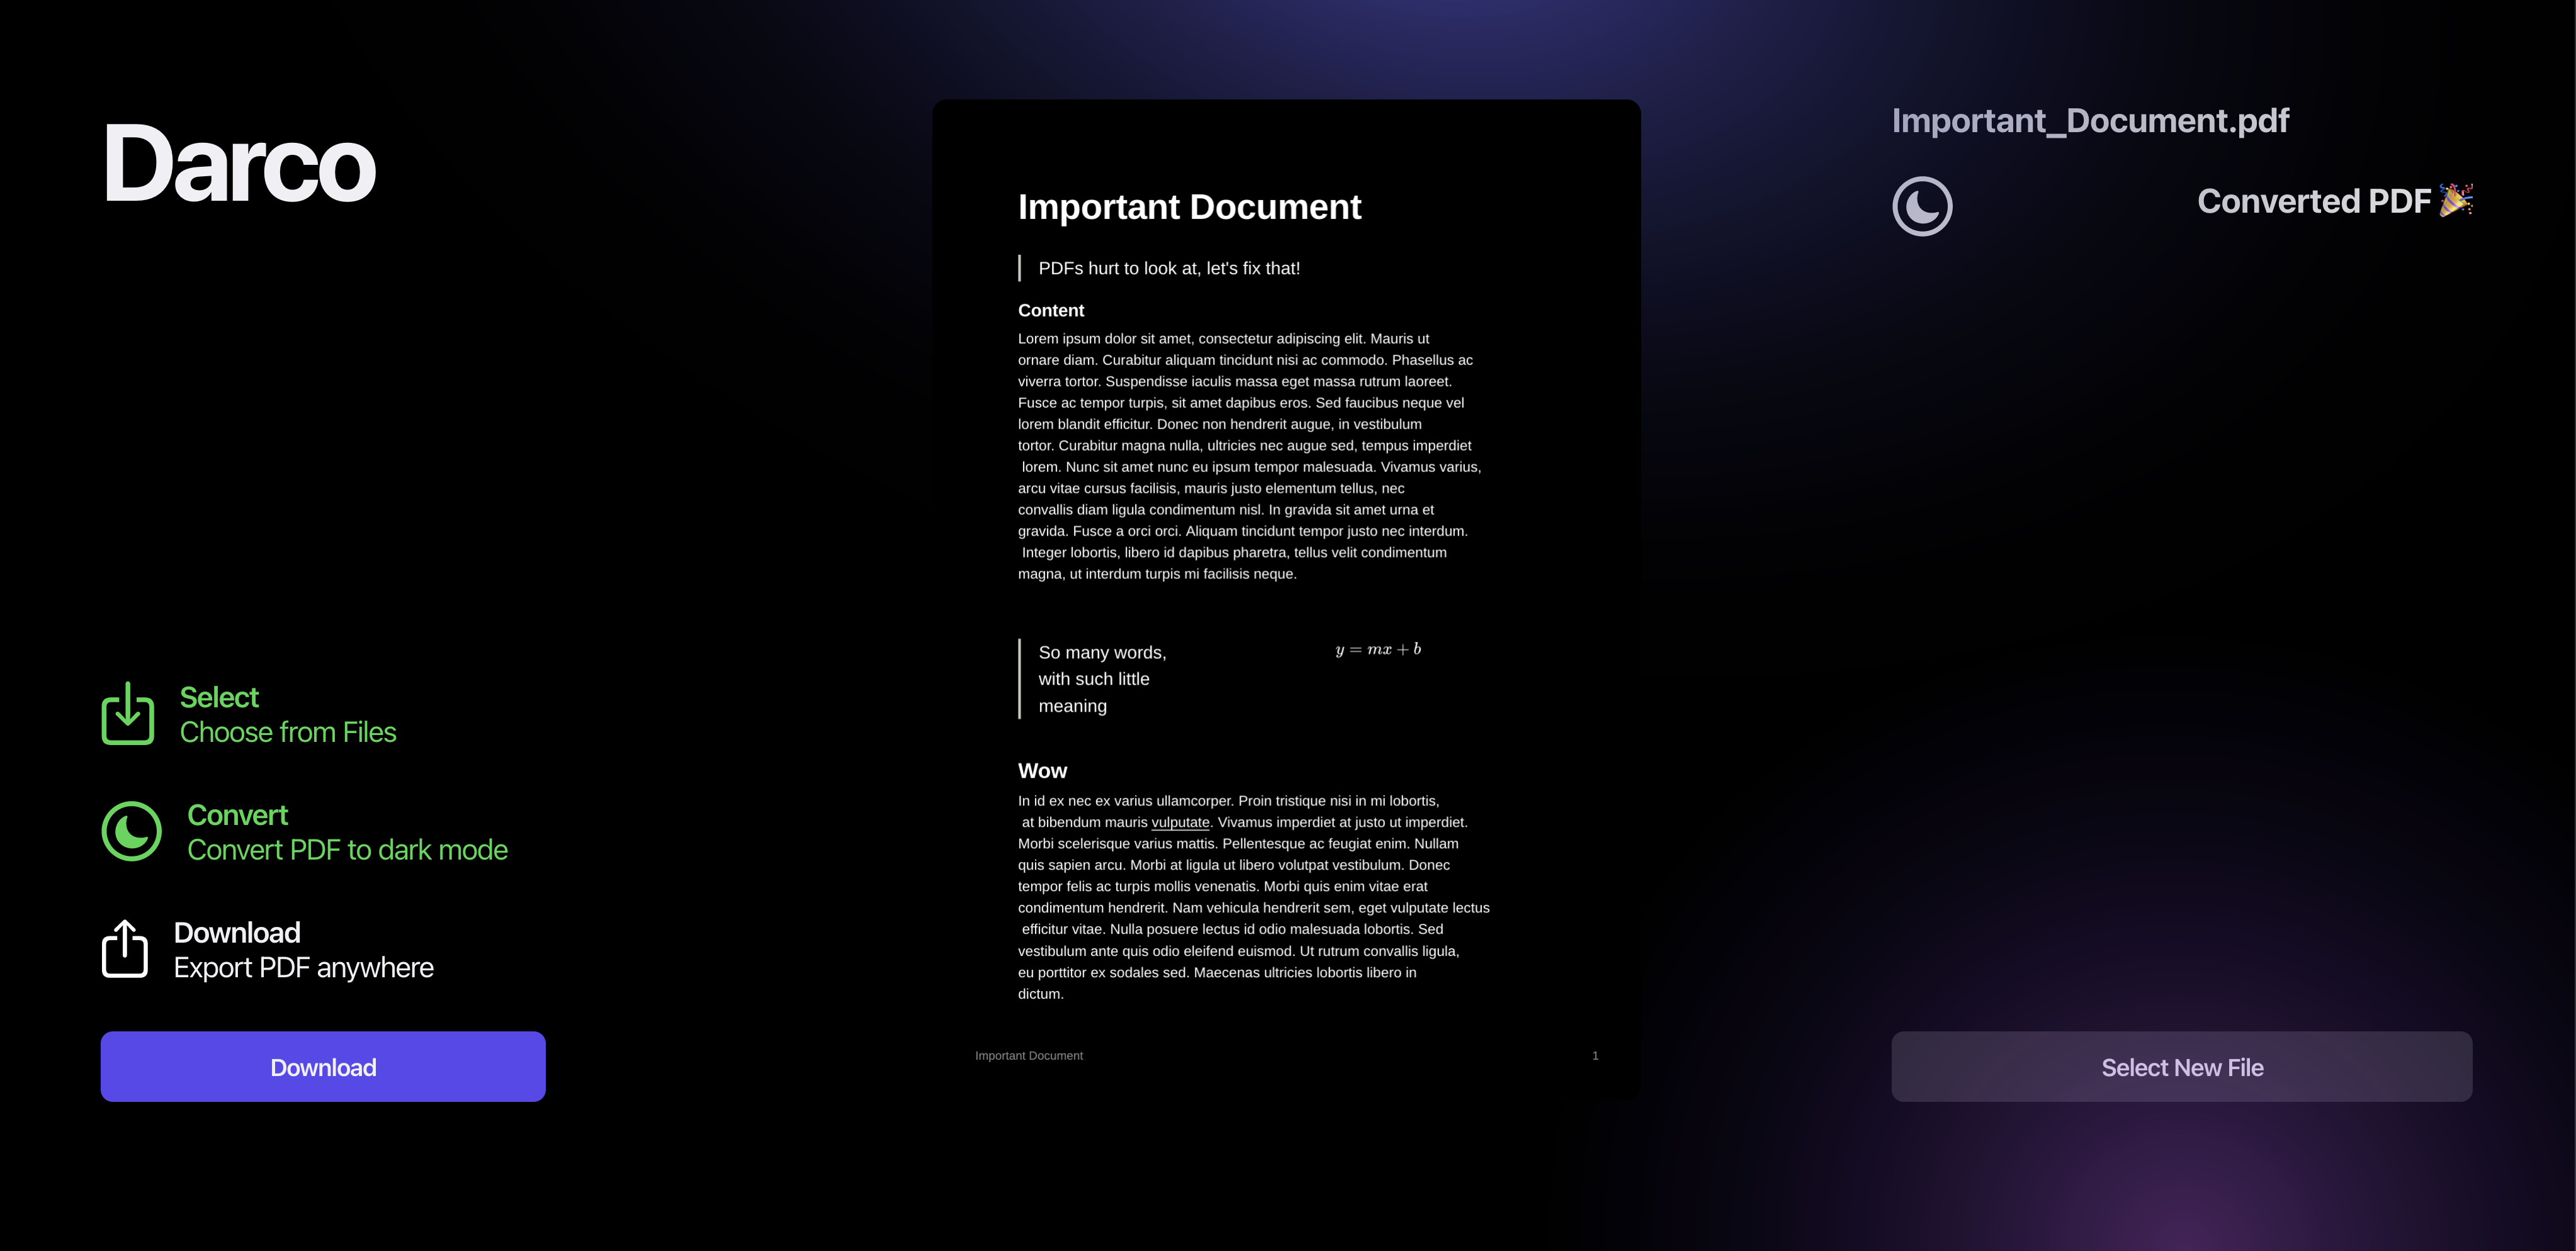 Darco
Select
Choose from Files
Convert
Convert PDF to dark mode
Download
Export PDF anywhere
Download
Important Document
PDFs hurt to look at, let's fix that!
Content
Lorem ipsum dolor sit amet, consectetur adipiscing elit. Mauris ut
ornare diam. Curabitur aliquam tincidunt nisi ac commodo. Phasellus ac
viverra tortor. Suspendisse iaculis massa eget massa rutrum laoreet.
Fusce ac tempor turpis, sit amet dapibus eros. Sed faucibus neque vel
lorem blandit efficitur. Donec non hendrerit augue, in vestibulum
tortor. Curabitur magna nulla, ultricies nec augue sed, tempus imperdiet
lorem. Nunc sit amet nunc eu ipsum tempor malesuada. Vivamus varius,
arcu vitae cursus facilisis, mauris justo elementum tellus, nec
convallis diam ligula condimentum nisl. In gravida sit amet urna et
gravida. Fusce a orci orci. Aliquam tincidunt tempor justo nec interdum.
Integer lobortis, libero id dapibus pharetra, tellus velit condimentum
magna, ut interdum turpis mi facilisis neque.
So many words,
with such little
meaning
y = mx + b
Wow
In id ex nec ex varius ullamcorper. Proin tristique nisi in mi lobortis,
at bibendum mauris vulputate. Vivamus imperdiet at justo ut imperdiet.
Morbi scelerisque varius mattis. Pellentesque ac feugiat enim. Nullam
quis sapien arcu. Morbi at ligula ut libero volutpat vestibulum. Donec
tempor felis ac turpis mollis venenatis. Morbi quis enim vitae erat
condimentum hendrerit. Nam vehicula hendrerit sem, eget vulputate lectus
efficitur vitae. Nulla posuere lectus id odio malesuada lobortis. Sed
vestibulum ante quis odio eleifend euismod. Ut rutrum convallis ligula,
eu porttitor ex sodales sed. Maecenas ultricies lobortis libero in
dictum.
Important Document 1
Important_Document.pdf
Converted PDF 🎉
Select New File